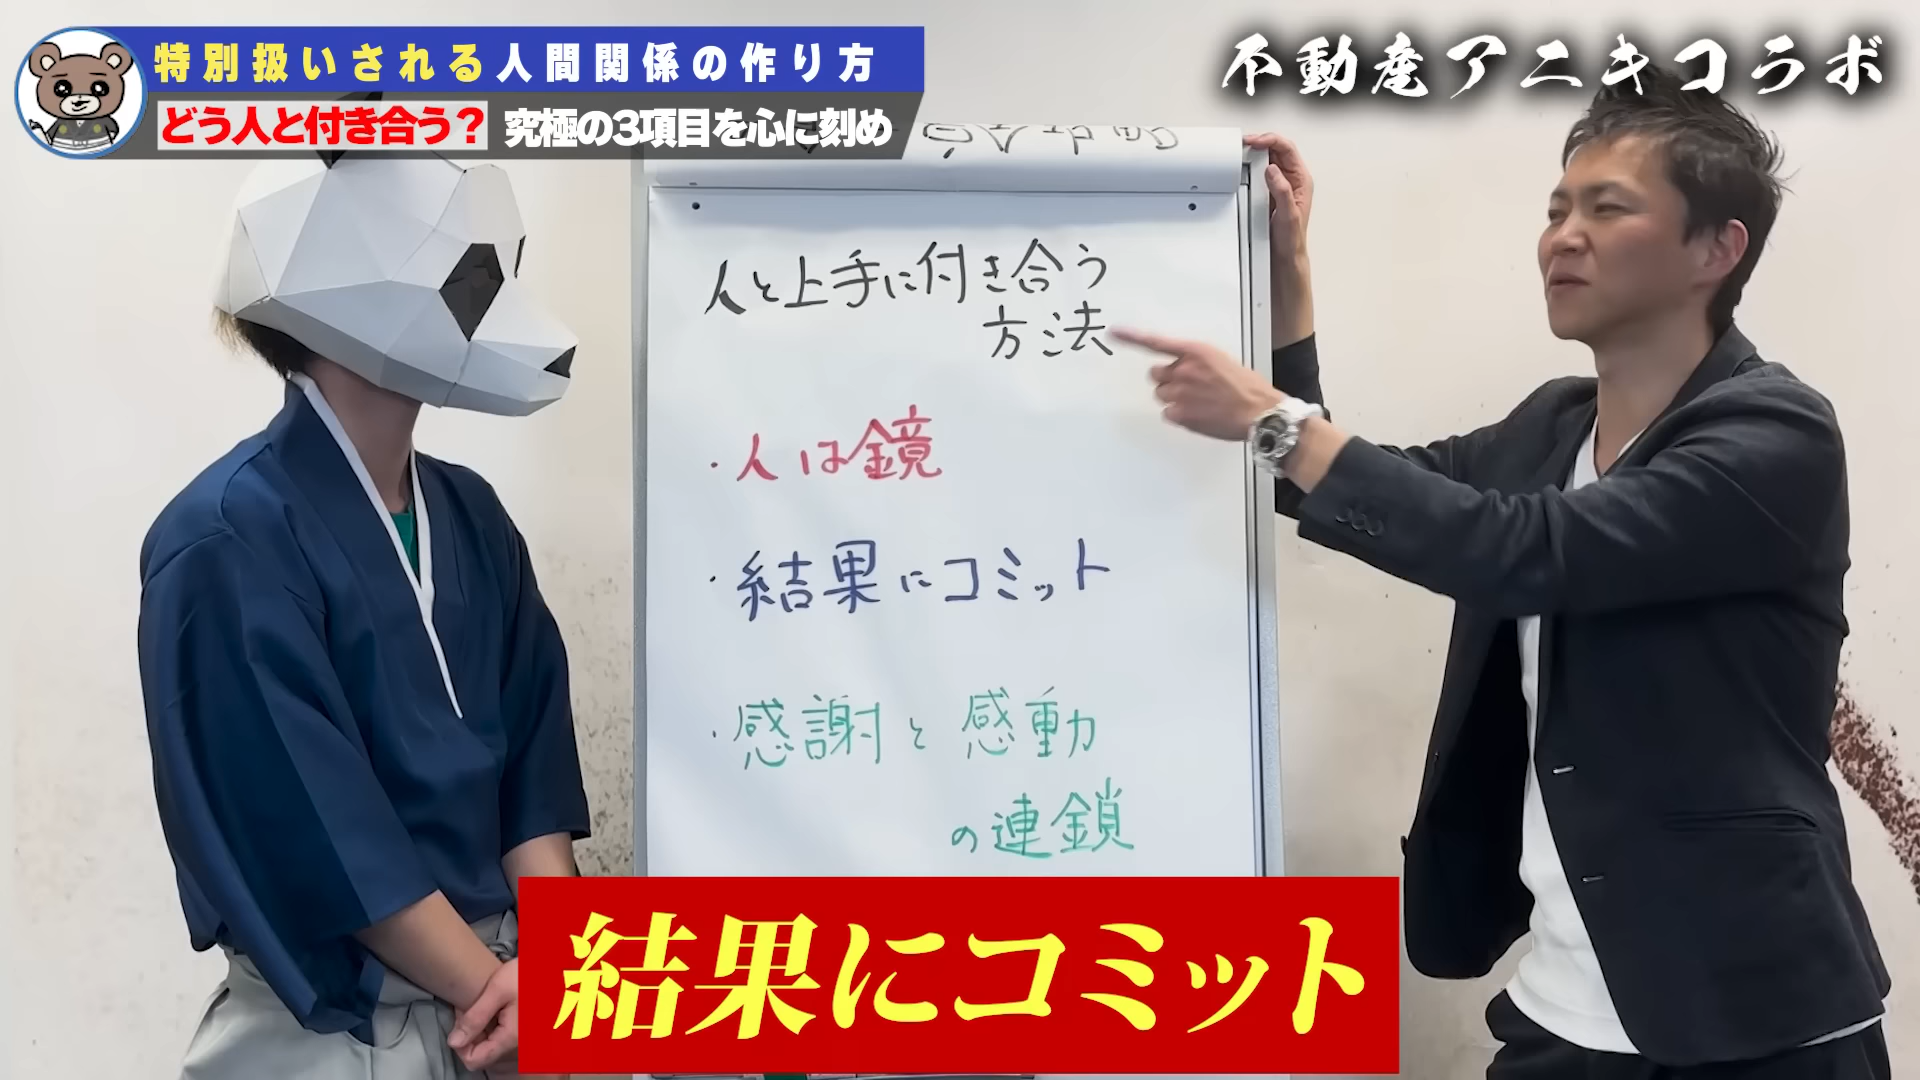 特別扱いされる人間関係の作り方
どう人と付き合う？ 究極の3項目を心に刻め
不動産アニキコラボ
人と上手に付き合う
方法
・人は鏡
・結果にコミット
・感謝と感動
の連鎖
結果にコミット